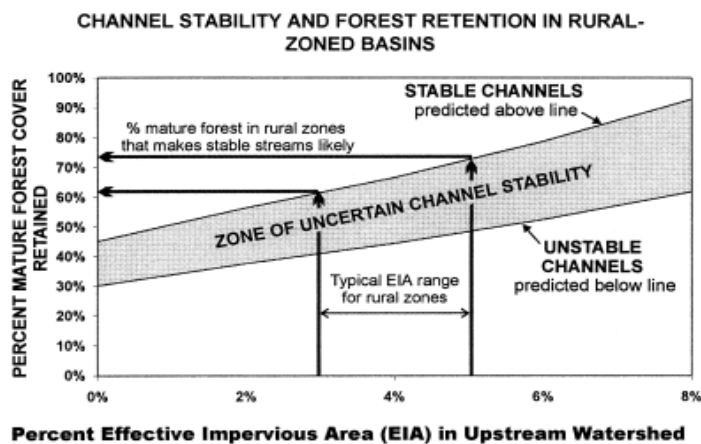 CHANNEL STABILITY AND FOREST RETENTION IN RURAL-
ZONED BASINS
PERCENT MATURE FOREST COVER
RETAINED
100%
90%
80%
70%
60%
50%
40%
30%
20%
10%
0%
% mature forest in rural zones
that makes stable streams likely
STABLE CHANNELS
predicted above line
ZONE OF UNCERTAIN CHANNEL STABILITY
UNSTABLE
CHANNELS
predicted below line
Typical EIA range
for rural zones
0%
2%
4%
6%
8%
Percent Effective Impervious Area (EIA) in Upstream Watershed